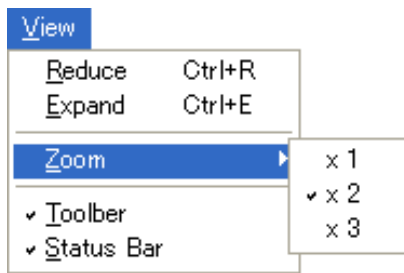 View
Reduce Ctrl+R
Expand Ctrl+E
Zoom
x 1
x 2
x 3
Toolber
Status Bar